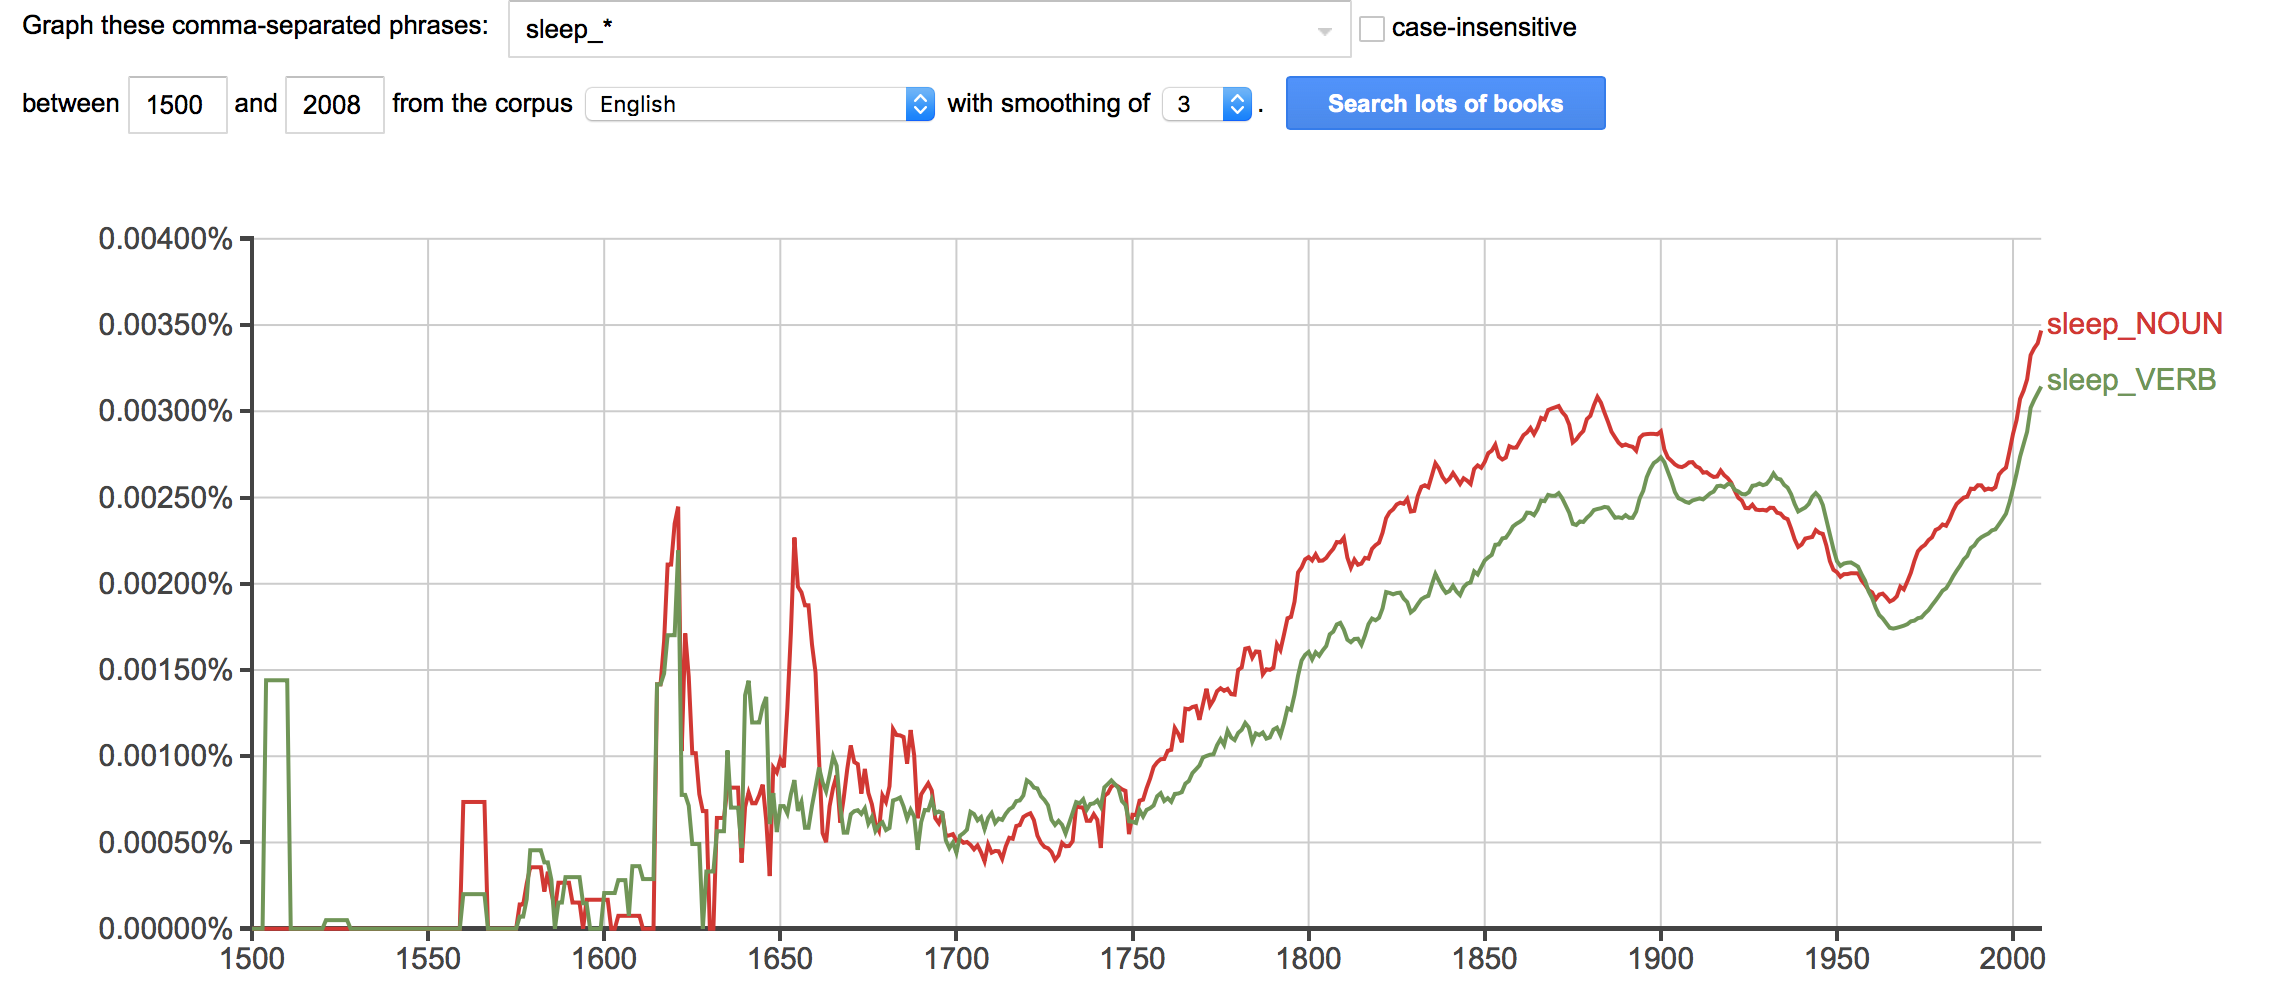 Graph these comma-separated phrases: sleep_* case-insensitive
between 1500 and 2008 from the corpus English with smoothing of 3 . Search lots of books
0.00400%
0.00350%
sleep_NOUN
sleep_VERB
0.00300%
0.00250%
0.00200%
0.00150%
0.00100%
0.00050%
0.00000%
1500 1550 1600 1650 1700 1750 1800 1850 1900 1950 2000